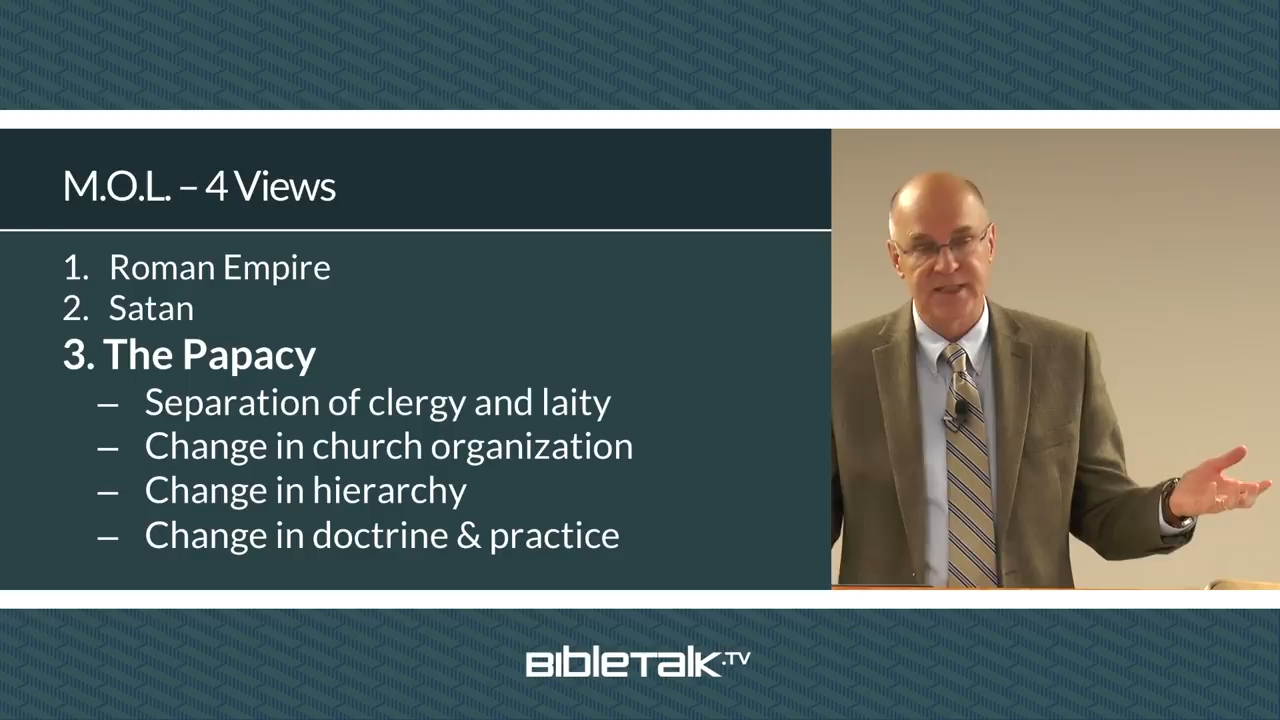 M.O.L. – 4 Views
1. Roman Empire
2. Satan
3. The Papacy
– Separation of clergy and laity
– Change in church organization
– Change in hierarchy
– Change in doctrine & practice
BibleTalk.TV